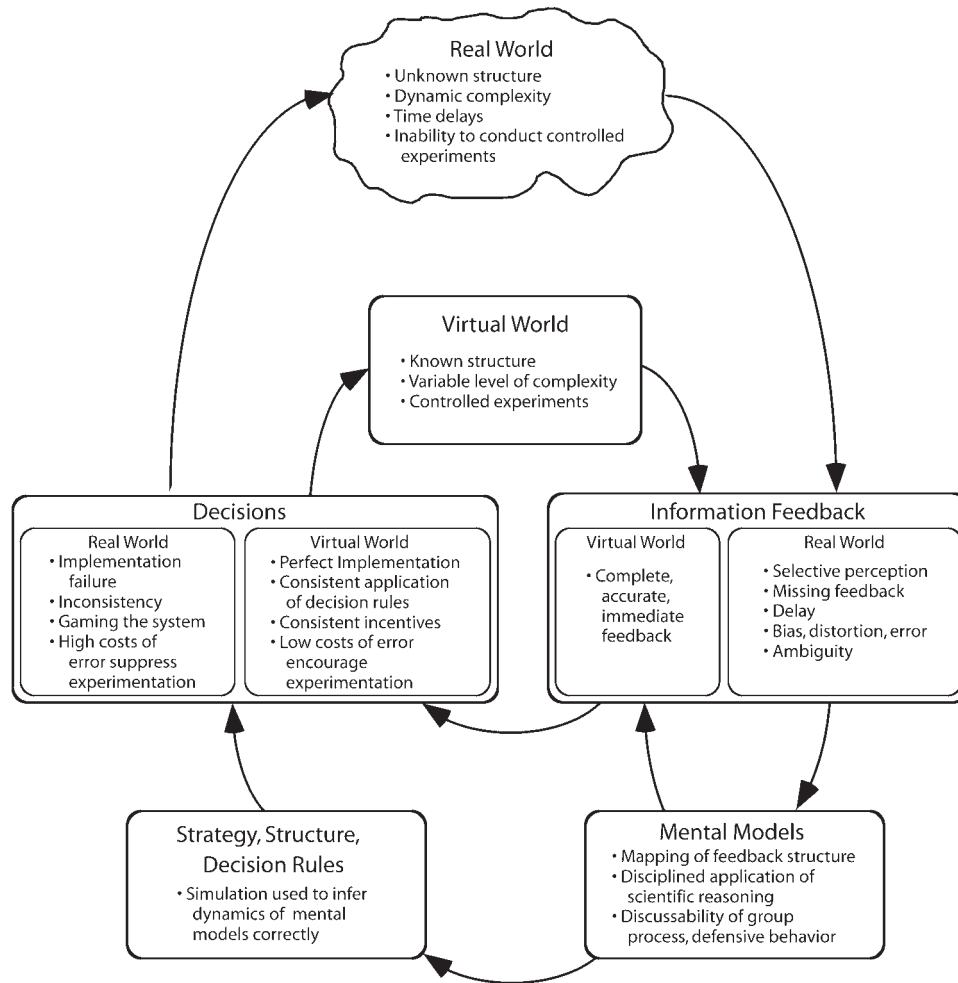 Real World
• Unknown structure
• Dynamic complexity
• Time delays
• Inability to conduct controlled
experiments
Virtual World
• Known structure
• Variable level of complexity
• Controlled experiments
Decisions
Real World
• Implementation
failure
• Inconsistency
• Gaming the system
• High costs of
error suppress
experimentation
Virtual World
• Perfect Implementation
• Consistent application
of decision rules
• Consistent incentives
• Low costs of error
encourage
experimentation
Information Feedback
Virtual World
• Complete,
accurate,
immediate
feedback
Real World
• Selective perception
• Missing feedback
• Delay
• Bias, distortion, error
• Ambiguity
Strategy, Structure,
Decision Rules
• Simulation used to infer
dynamics of mental
models correctly
Mental Models
• Mapping of feedback structure
• Disciplined application of
scientific reasoning
• Discussability of group
process, defensive behavior